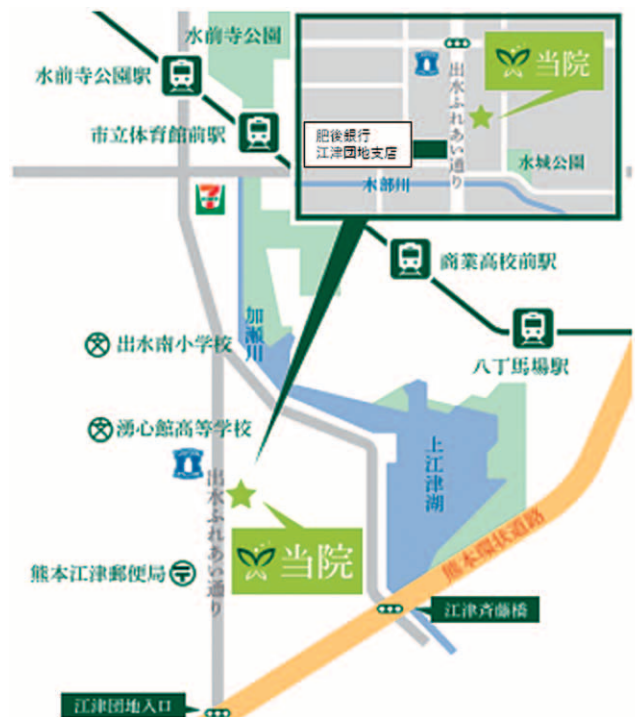 水前寺公園
水前寺公園駅
市立体育館前駅
当院
出水ふれあい通り
肥後銀行
江津団地支店
水城公園
木部川
商業高校前駅
加瀬川
出水南小学校
八丁馬場駅
湧心館高等学校
上江津湖
出水ふれあい通り
当院
熊本環状道路
熊本江津郵便局
江津斉藤橋
江津団地入口